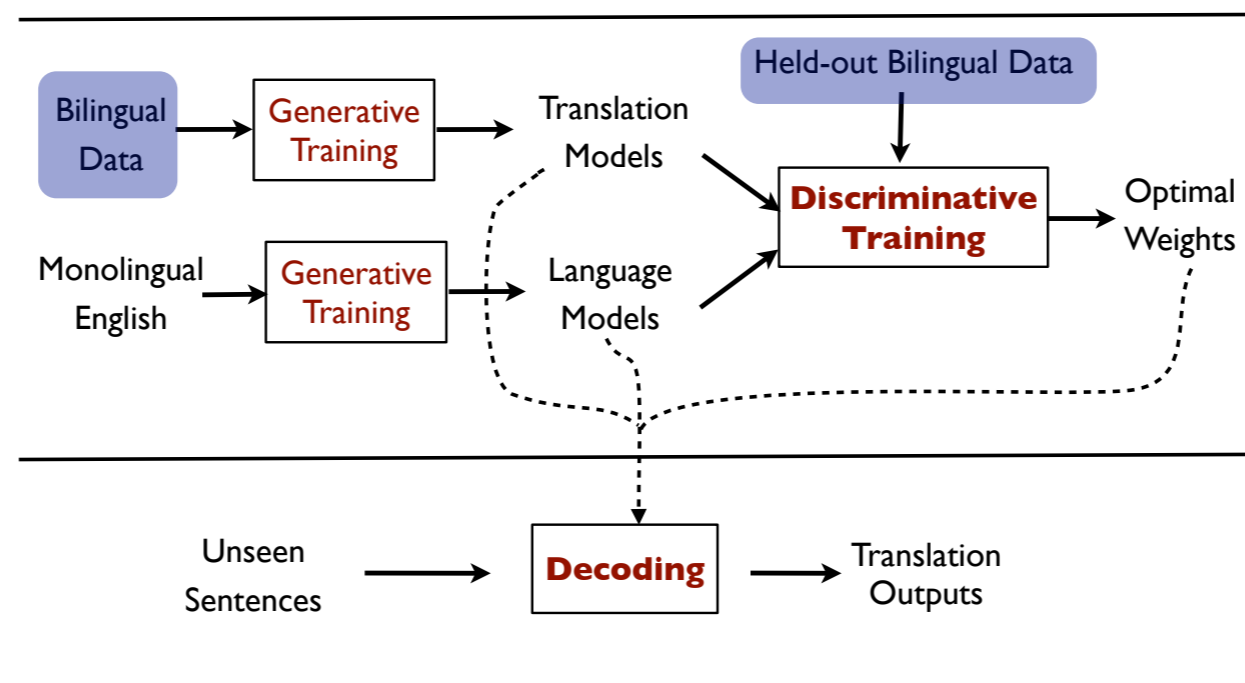 Held-out Bilingual Data
Bilingual
Data
Generative
Training
Translation
Models
Discriminative
Training
Optimal
Weights
Monolingual
English
Generative
Training
Language
Models
Unseen
Sentences
Decoding
Translation
Outputs